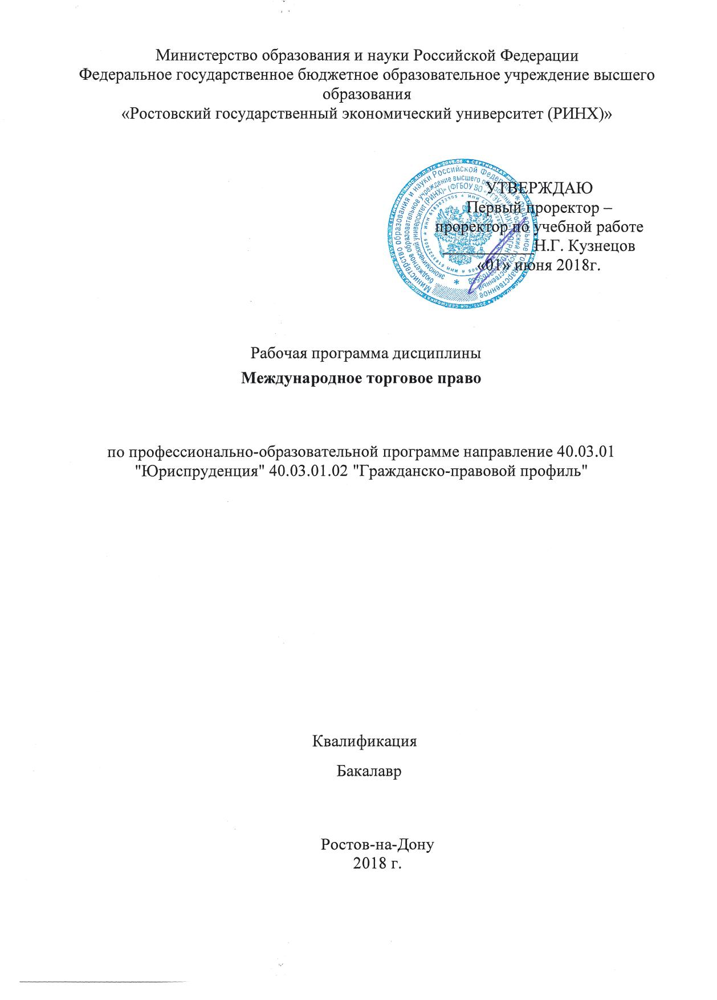 Министерство образования и науки Российской Федерации
Федеральное государственное бюджетное образовательное учреждение высшего
образования
«Ростовский государственный экономический университет (РИНХ)»
УТВЕРЖДАЮ
Первый проректор –
проректор по учебной работе
Н.Г. Кузнецов
«01» июня 2018г.
Рабочая программа дисциплины
Международное торговое право
по профессионально-образовательной программе направление 40.03.01
"Юриспруденция" 40.03.01.02 "Гражданско-правовой профиль"
Квалификация
Бакалавр
Ростов-на-Дону
2018 г.